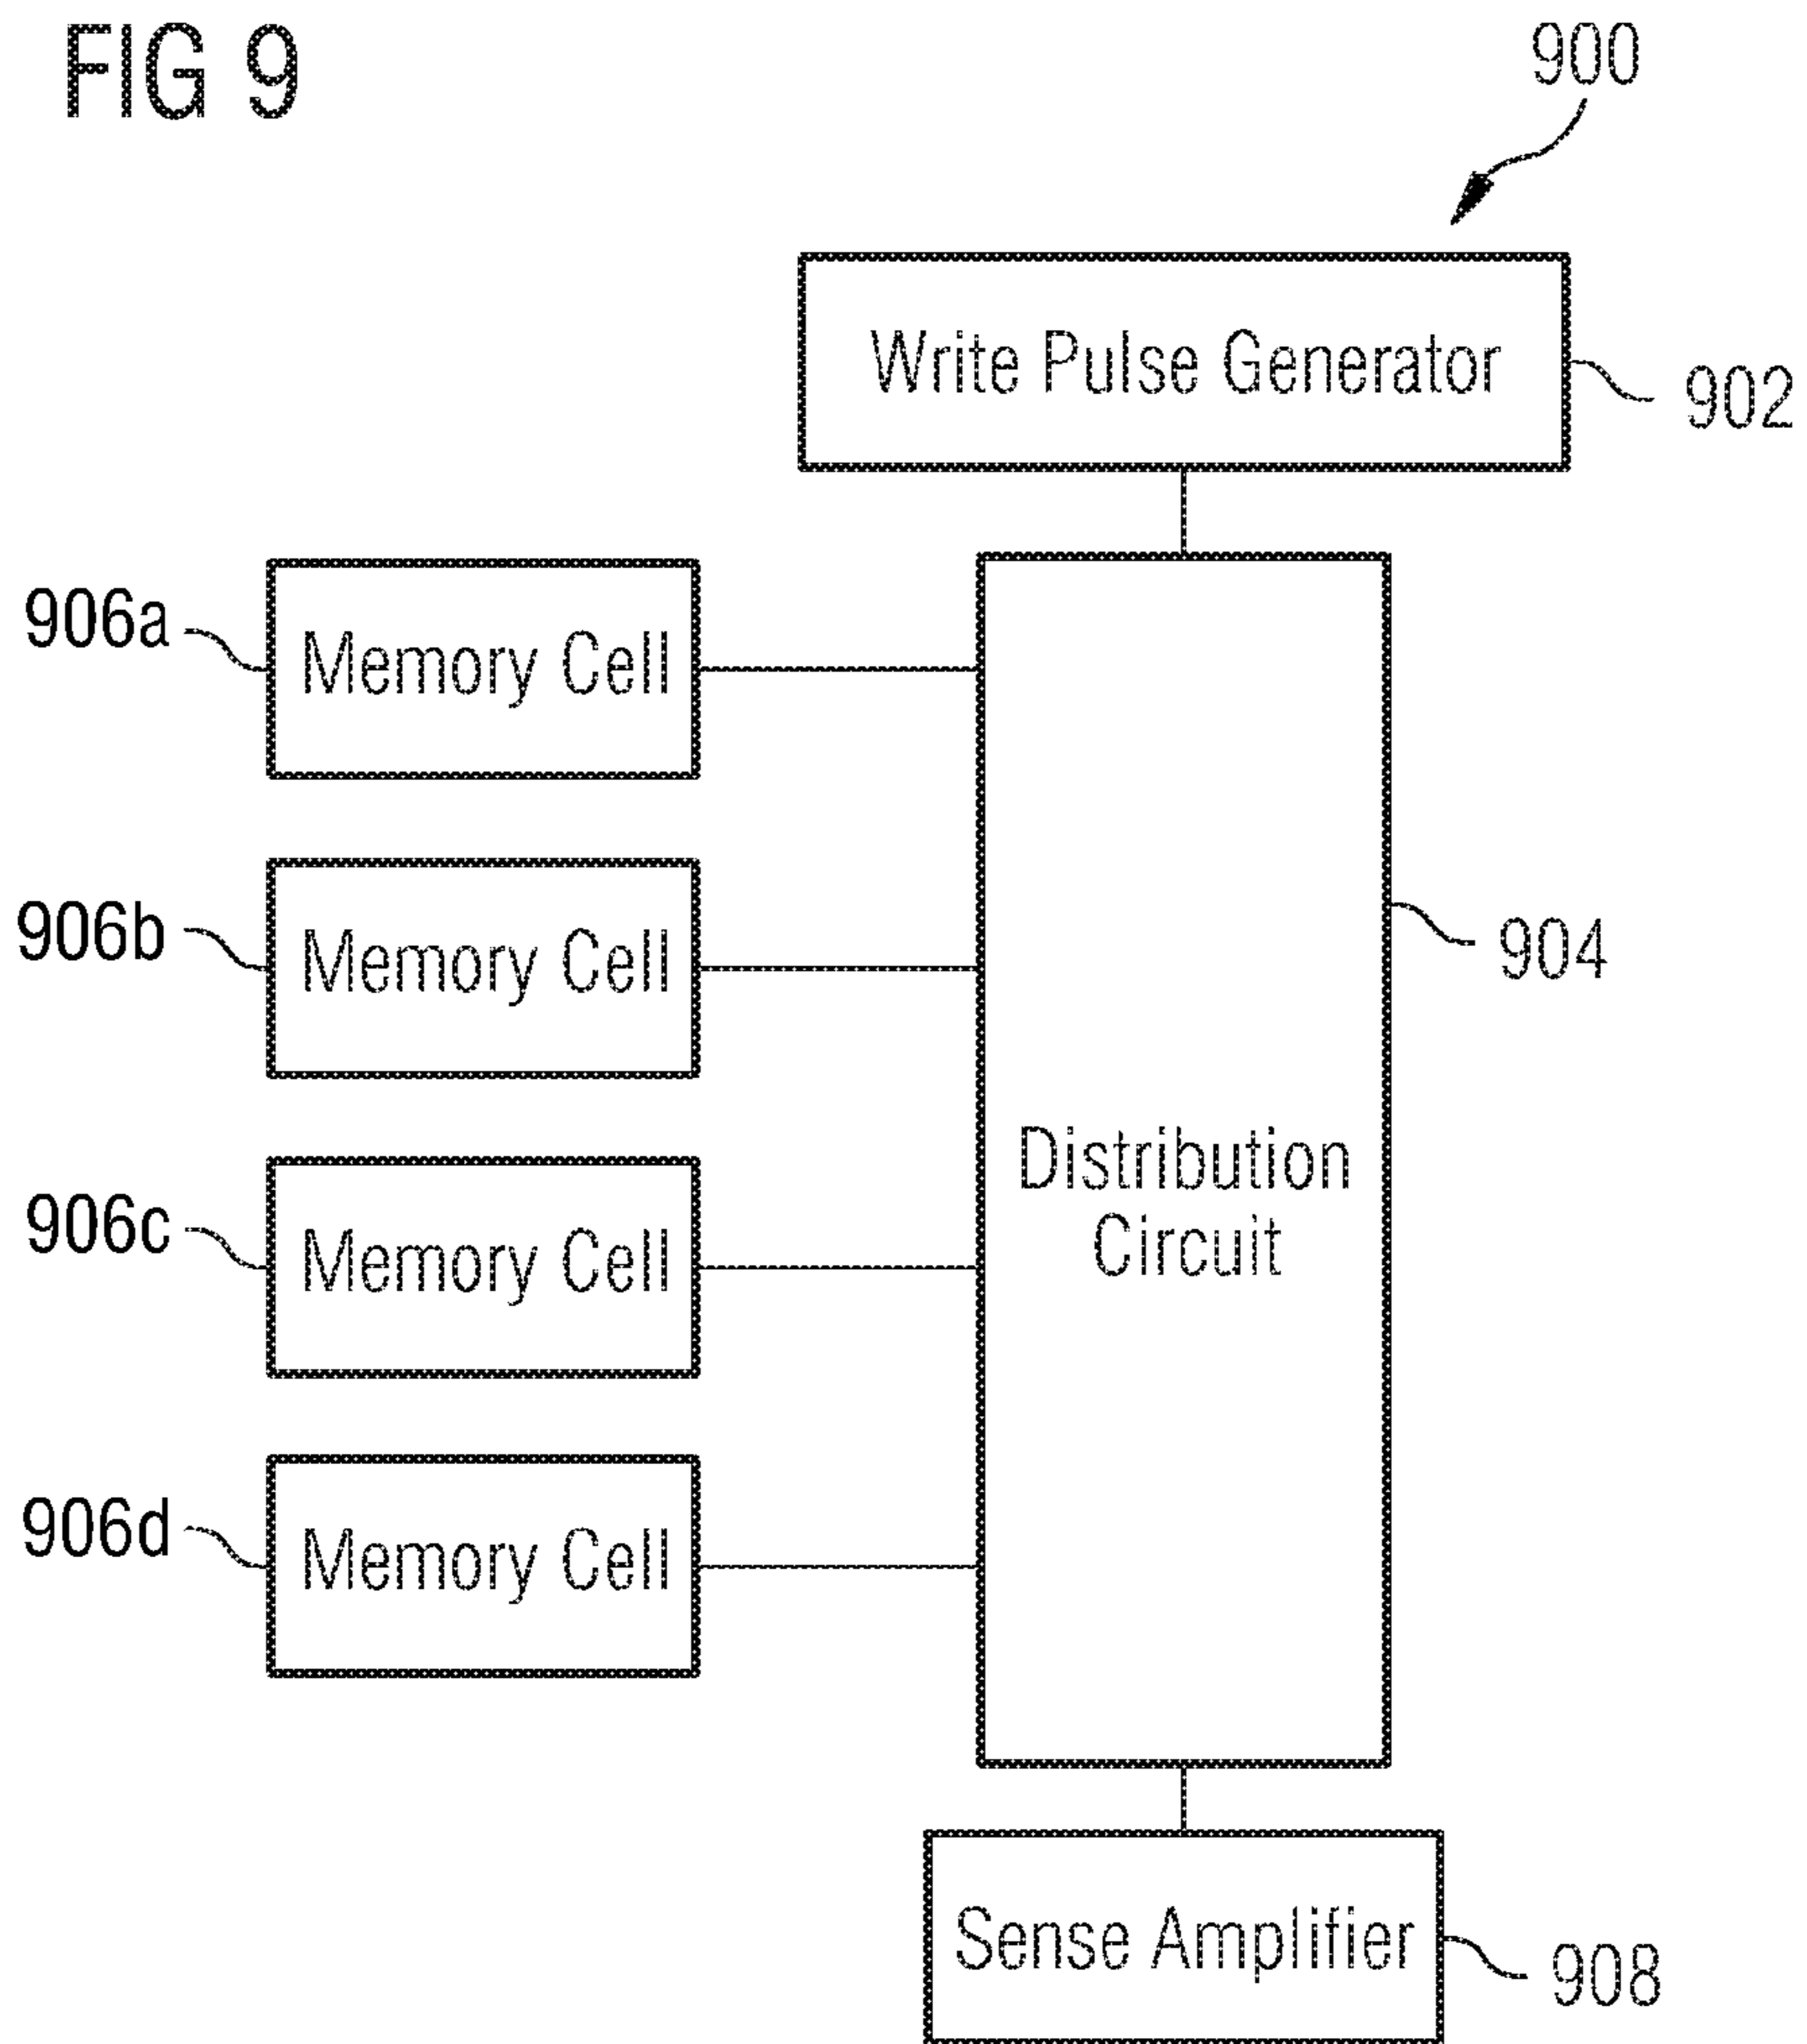 FIG 9
900
Write Pulse Generator
902
906a
Memory Cell
906b
Memory Cell
904
Distribution
Circuit
906c
Memory Cell
906d
Memory Cell
Sense Amplifier
908